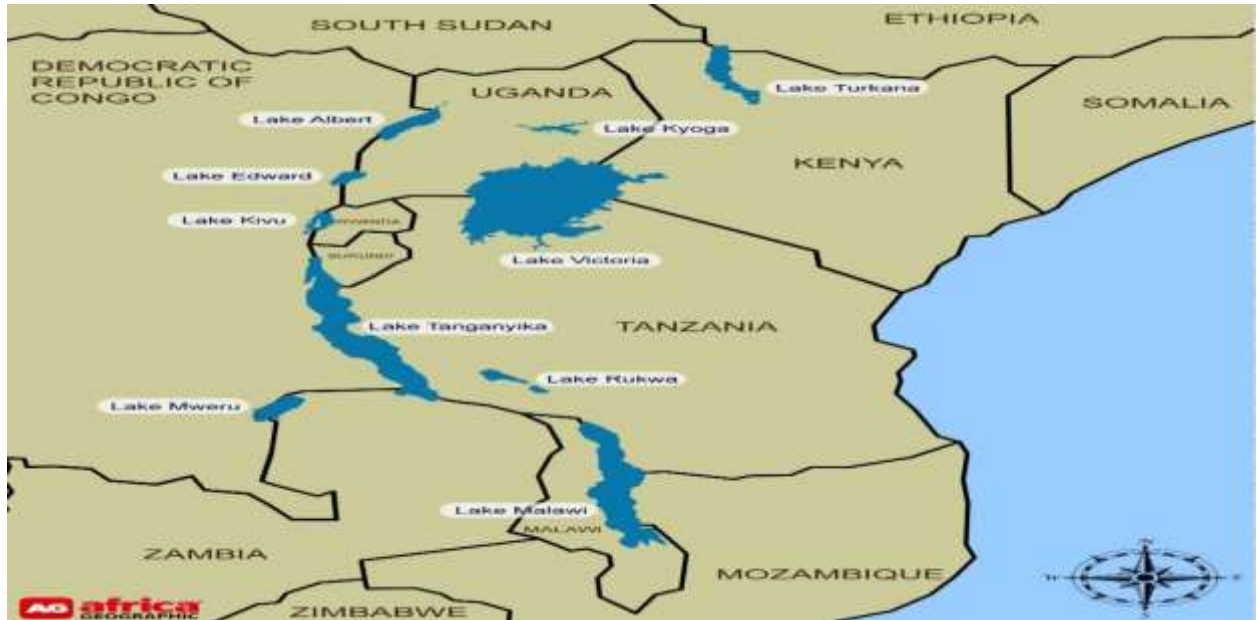 SOUTH SUDAN
ETHIOPIA
DEMOCRATIC
REPUBLIC OF
CONGO
UGANDA
Lake Turkana
SOMALIA
Lake Albert
Lake Kyoga
KENYA
Lake Edward
Lake Kivu
RWANDA
BURUNDI
Lake Victoria
Lake Tanganyika
TANZANIA
Lake Rukwa
Lake Mweru
Lake Malawi
MALAWI
ZAMBIA
MOZAMBIQUE
ZIMBABWE
N
W
E
S
AG africa
GEOGRAPHIC